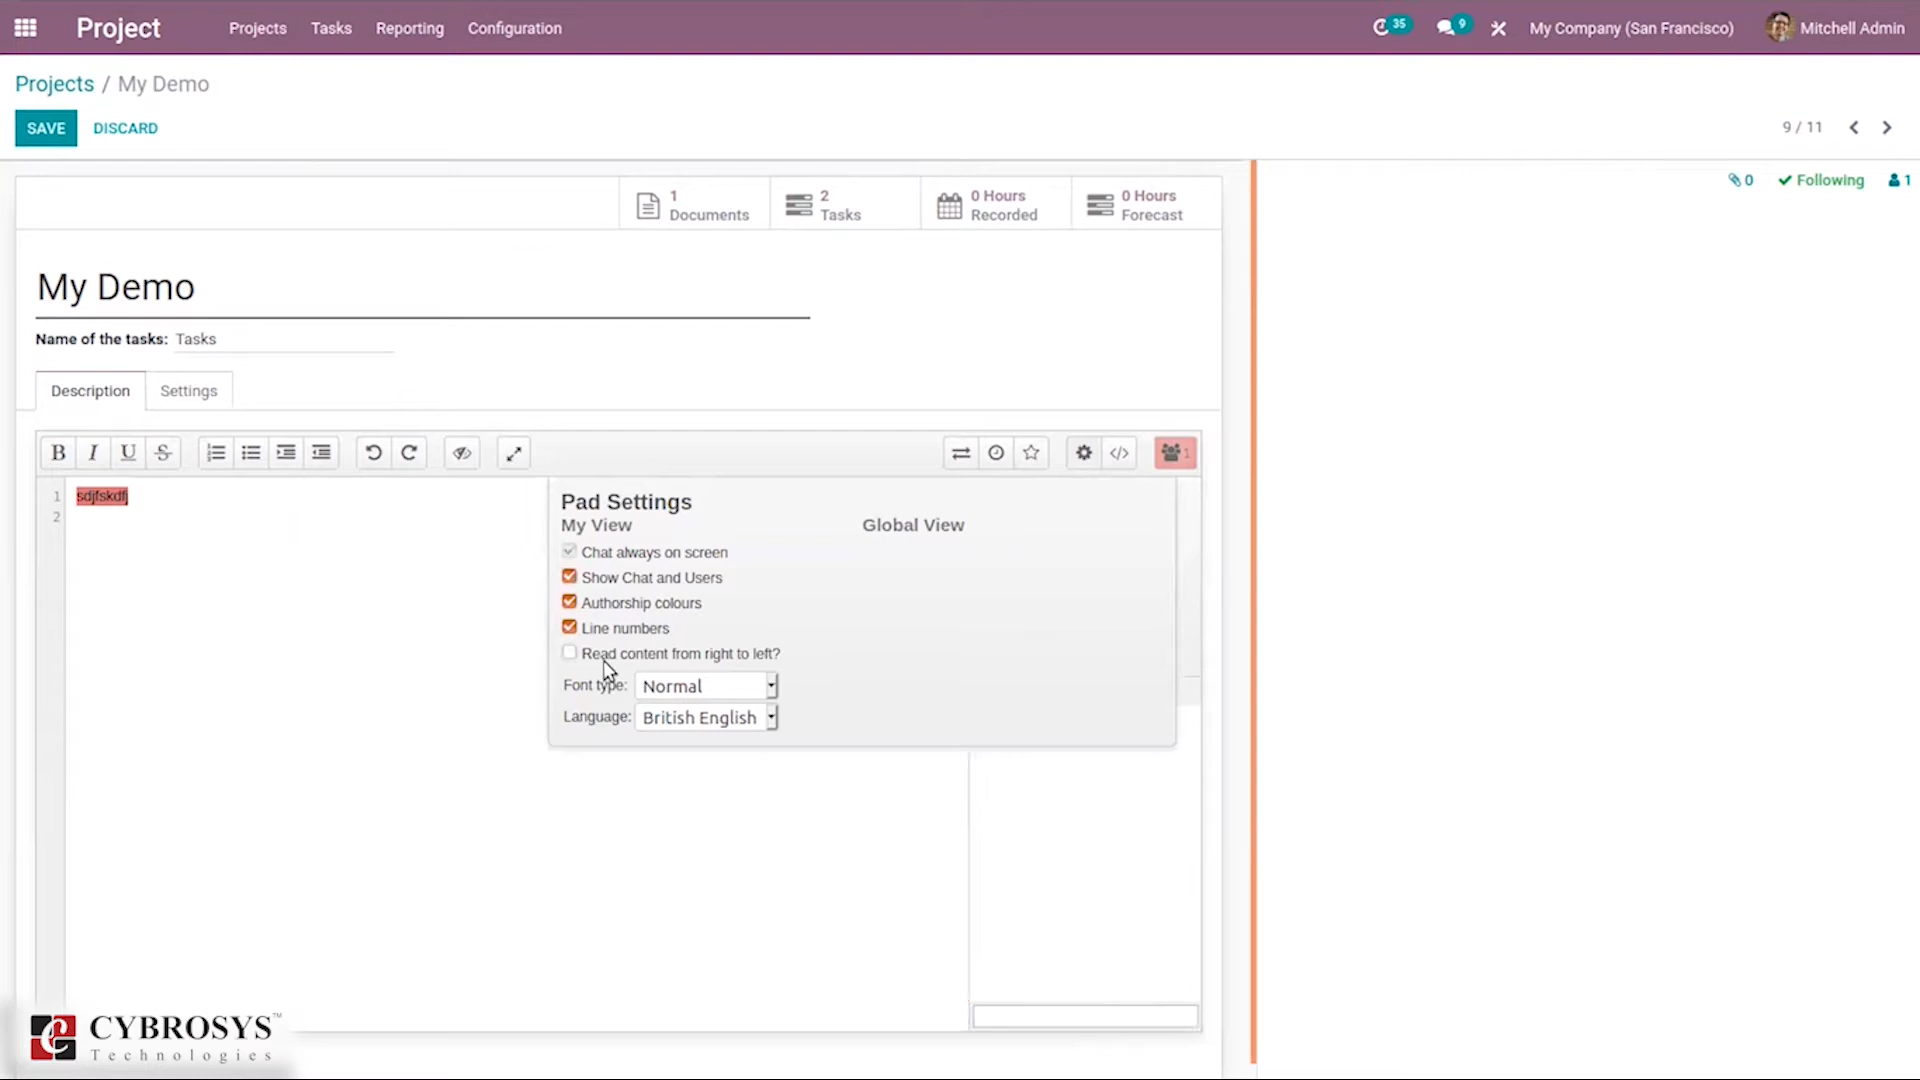 Project Projects Tasks Reporting Configuration 35 9 My Company (San Francisco) Mitchell Admin
Projects / My Demo
SAVE DISCARD 9 / 11
0 Following 1
1 Documents
2 Tasks
0 Hours Recorded
0 Hours Forecast
My Demo
Name of the tasks: Tasks
Description Settings
B I U S 1
1 sdjfskdfj
2
Pad Settings
My View Global View
Chat always on screen
Show Chat and Users
Authorship colours
Line numbers
Read content from right to left?
Font type: Normal
Language: British English
CYBROSYS™
Technologies